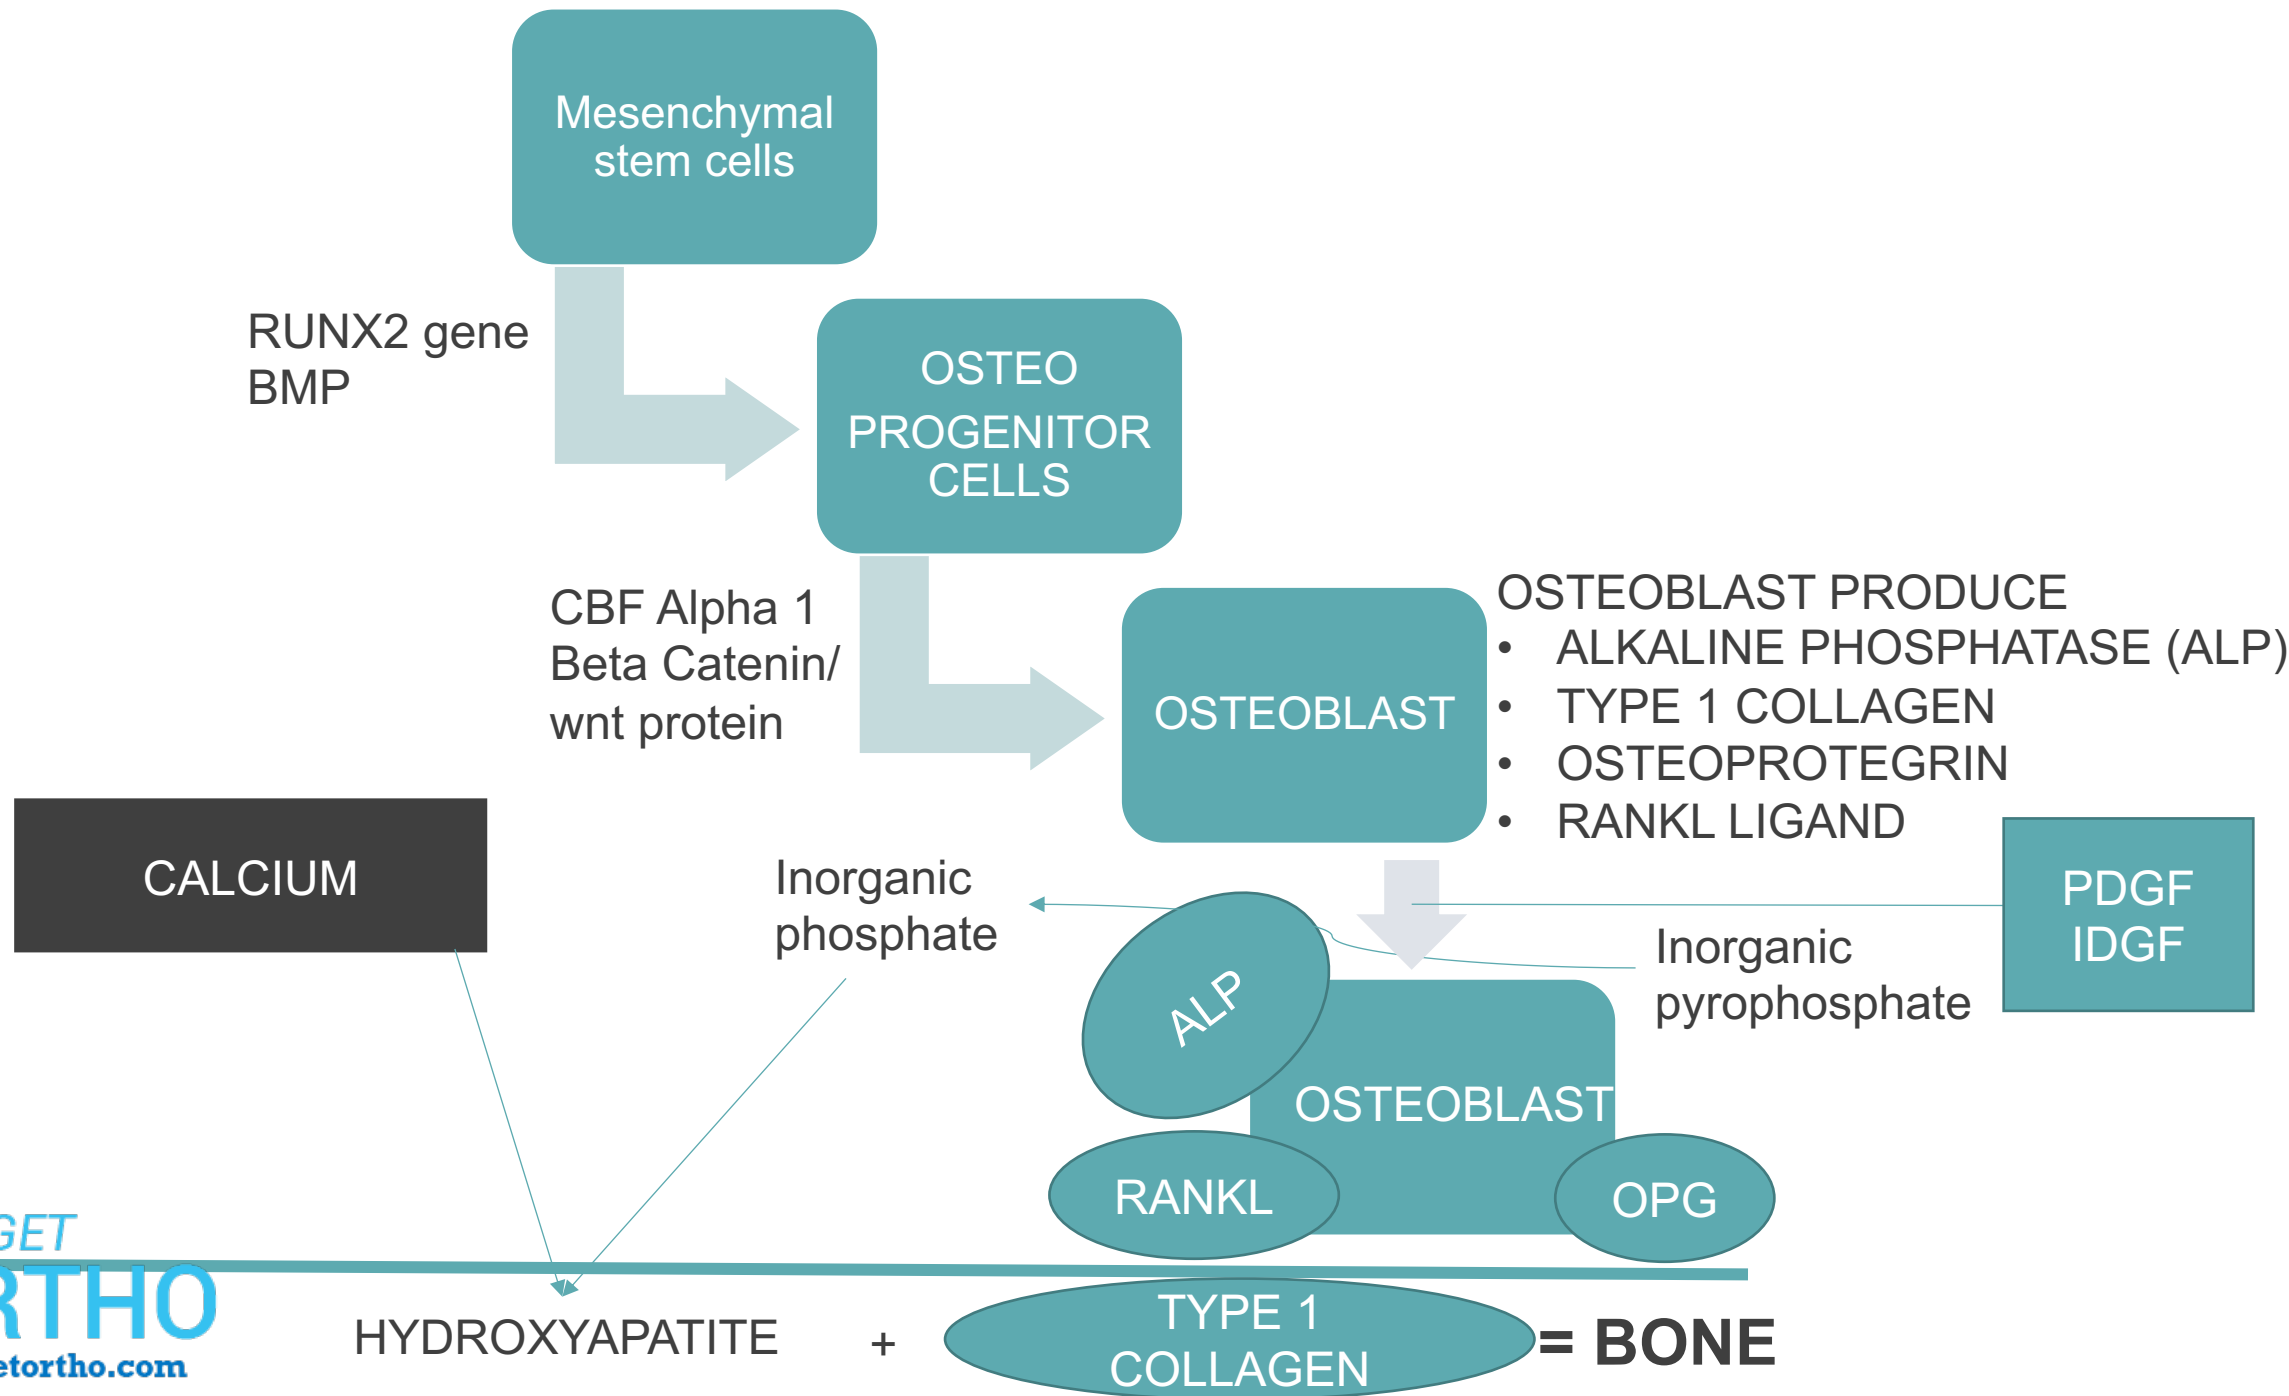 Mesenchymal
stem cells
RUNX2 gene
BMP
OSTEO
PROGENITOR
CELLS
CBF Alpha 1
Beta Catenin/
wnt protein
OSTEOBLAST
OSTEOBLAST PRODUCE
• ALKALINE PHOSPHATASE (ALP)
• TYPE 1 COLLAGEN
• OSTEOPROTEGRIN
• RANKL LIGAND
CALCIUM
Inorganic
phosphate
PDGF
IDGF
Inorganic
pyrophosphate
ALP
OSTEOBLAST
RANKL
OPG
GET
RTHO
etortho.com
HYDROXYAPATITE + TYPE 1
COLLAGEN
= BONE